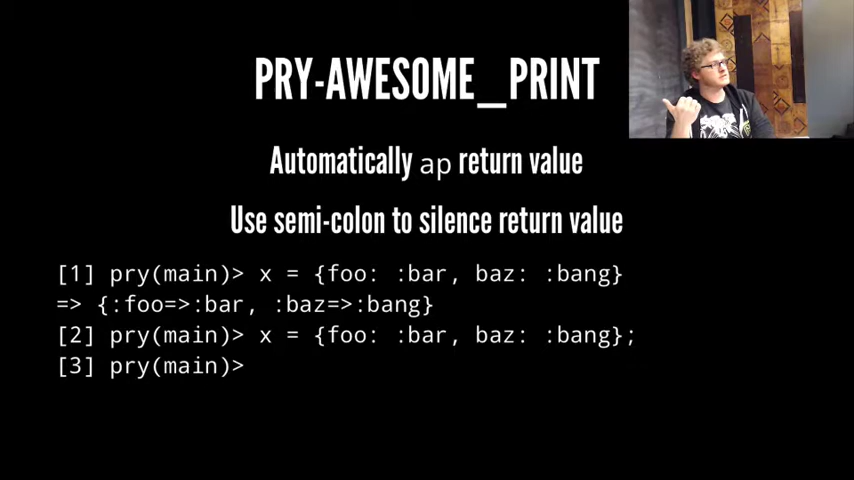 PRY-AWESOME_PRINT
Automatically ap return value
Use semi-colon to silence return value
[1] pry(main)> x = {foo: :bar, baz: :bang}
=> {:foo=>:bar, :baz=>:bang}
[2] pry(main)> x = {foo: :bar, baz: :bang};
[3] pry(main)>